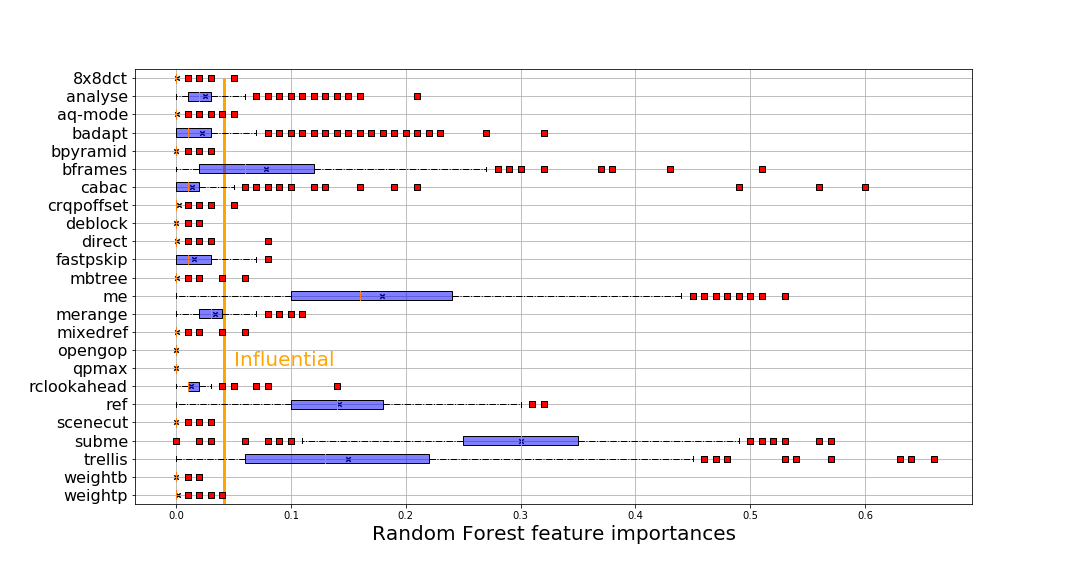 8x8dct
analyse
aq-mode
badapt
bpyramid
bframes
cabac
crqpoffset
deblock
direct
fastpskip
mbtree
me
merange
mixedref
opengop
Influential
qpmax
rclookahead
ref
scenecut
subme
trellis
weightb
weightp
0.0 0.1 0.2 0.3 0.4 0.5 0.6
Random Forest feature importances